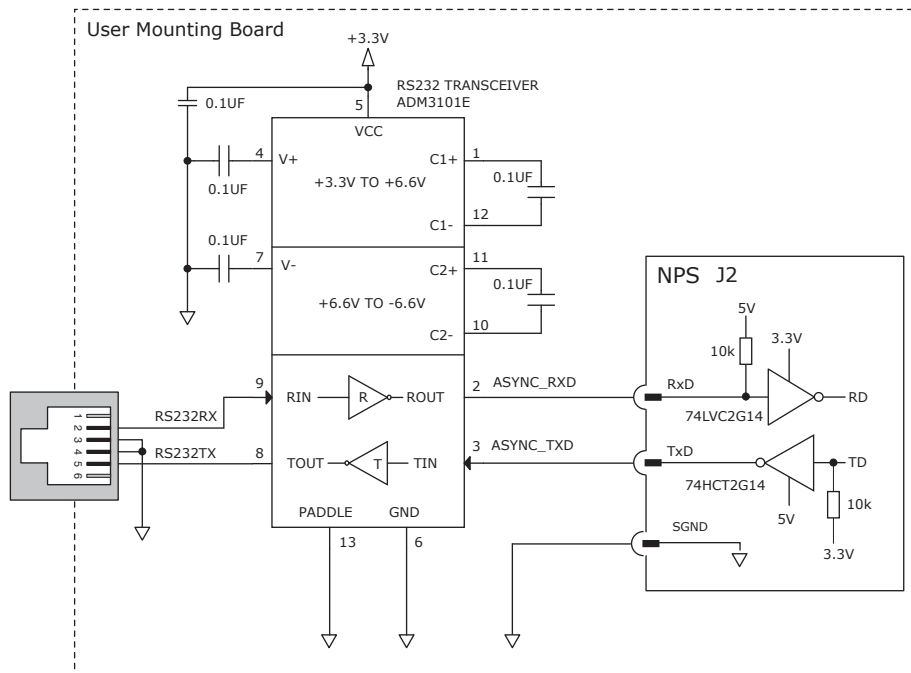 User Mounting Board
+3.3V
RS232 TRANSCEIVER
ADM3101E
0.1UF
5
VCC
4
V+
C1+
1
0.1UF
+3.3V TO +6.6V
0.1UF
C1-
12
0.1UF
7
V-
C2+
11
+6.6V TO -6.6V
0.1UF
C2-
10
NPS J2
5V
10k
3.3V
9
RIN
R
ROUT
2
ASYNC_RXD
RxD
RD
74LVC2G14
1
2
3
4
5
6
RS232RX
RS232TX
8
TOUT
T
TIN
3
ASYNC_TXD
TxD
TD
74HCT2G14
5V
10k
3.3V
PADDLE
GND
13
6
SGND